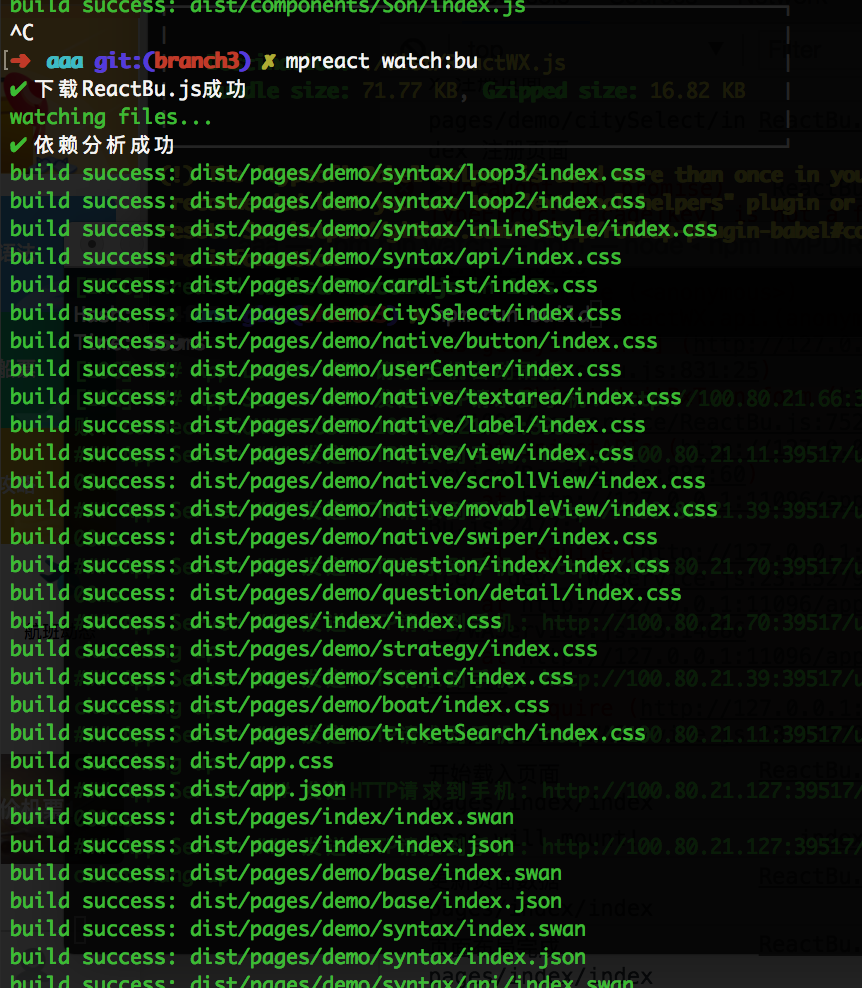 build success: dist/components/Son/index.js
^C
[➜ aaa git:(branch3) ✗ mpreact watch:bu
✔ 下载ReactBu.js成功
watching files...
✔ 依赖分析成功
build success: dist/pages/demo/syntax/loop3/index.css
build success: dist/pages/demo/syntax/loop2/index.css
build success: dist/pages/demo/syntax/inlineStyle/index.css
build success: dist/pages/demo/syntax/api/index.css
build success: dist/pages/demo/cardList/index.css
build success: dist/pages/demo/citySelect/index.css
build success: dist/pages/demo/native/button/index.css
build success: dist/pages/demo/userCenter/index.css
build success: dist/pages/demo/native/textarea/index.css
build success: dist/pages/demo/native/label/index.css
build success: dist/pages/demo/native/view/index.css
build success: dist/pages/demo/native/scrollView/index.css
build success: dist/pages/demo/native/movableView/index.css
build success: dist/pages/demo/native/swiper/index.css
build success: dist/pages/demo/question/index/index.css
build success: dist/pages/demo/question/detail/index.css
build success: dist/pages/index/index.css
build success: dist/pages/demo/strategy/index.css
build success: dist/pages/demo/scenic/index.css
build success: dist/pages/demo/boat/index.css
build success: dist/pages/demo/ticketSearch/index.css
build success: dist/app.css
build success: dist/app.json
build success: dist/pages/index/index.swan
build success: dist/pages/index/index.json
build success: dist/pages/demo/base/index.swan
build success: dist/pages/demo/base/index.json
build success: dist/pages/demo/syntax/index.swan
build success: dist/pages/demo/syntax/index.json
build success: dist/pages/demo/syntax/api/index.swan